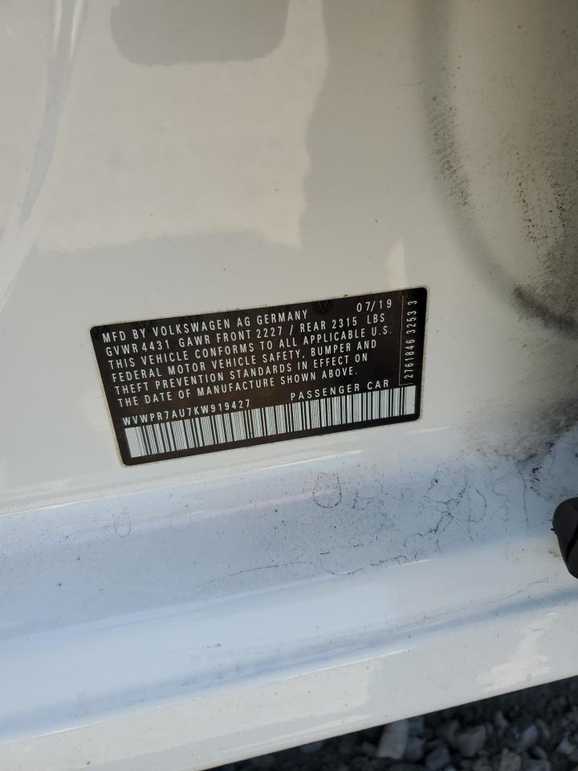 MFD BY VOLKSWAGEN AG GERMANY 07/19
GVWR 4431 GAWR FRONT 2227 / REAR 2315 LBS
THIS VEHICLE CONFORMS TO ALL APPLICABLE U.S.
FEDERAL MOTOR VEHICLE SAFETY, BUMPER AND
THEFT PREVENTION STANDARDS IN EFFECT ON
THE DATE OF MANUFACTURE SHOWN ABOVE.
WVWPR7AU7KW919427 PASSENGER CAR
2761846 3253 3